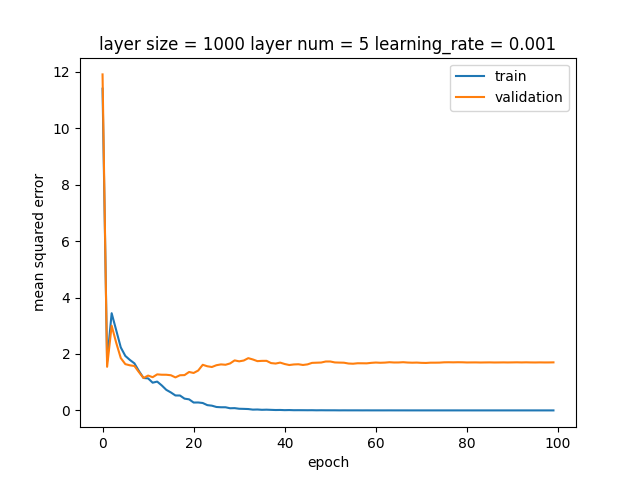 layer size = 1000 layer num = 5 learning_rate = 0.001
train
validation
mean squared error
12
10
8
6
4
2
0
0 20 40 60 80 100
epoch